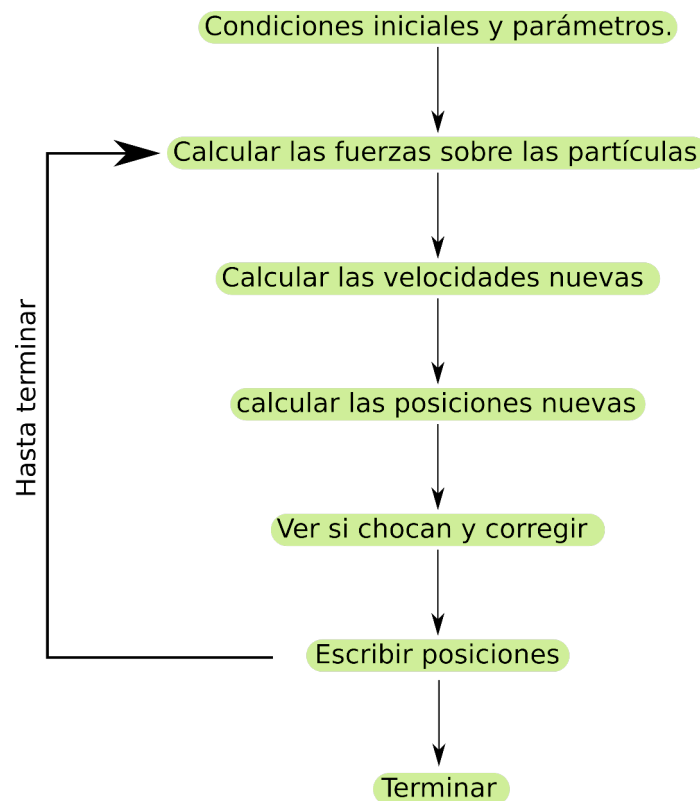 Condiciones iniciales y parámetros.
Calcular las fuerzas sobre las partículas
Calcular las velocidades nuevas
calcular las posiciones nuevas
Ver si chocan y corregir
Escribir posiciones
Terminar
Hasta terminar